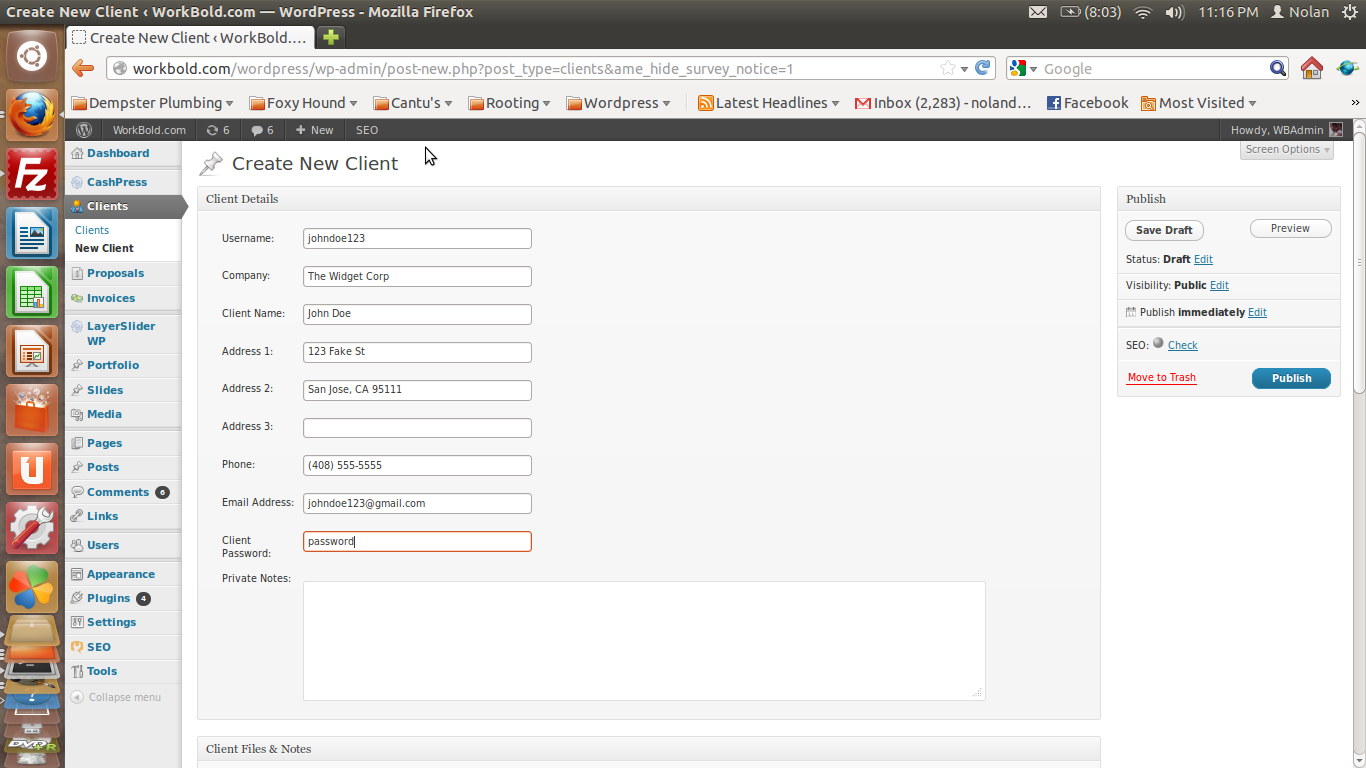 Create New Client ‹ WorkBold.com — WordPress - Mozilla Firefox
(8:03)
11:16 PM
Nolan
Create New Client ‹ WorkBold.…
workbold.com/wordpress/wp-admin/post-new.php?post_type=clients&ame_hide_survey_notice=1
Google
Dempster Plumbing
Foxy Hound
Cantu's
Rooting
Wordpress
Latest Headlines
Inbox (2,283) - noland…
Facebook
Most Visited
»
WorkBold.com
6
6
+ New
SEO
Howdy, WBAdmin
Screen Options
Dashboard
CashPress
Clients
Clients
New Client
Proposals
Invoices
LayerSlider
WP
Portfolio
Slides
Media
Pages
Posts
Comments 6
Links
Users
Appearance
Plugins 4
Settings
SEO
Tools
Collapse menu
Create New Client
Client Details
Username: johndoe123
Company: The Widget Corp
Client Name: John Doe
Address 1: 123 Fake St
Address 2: San Jose, CA 95111
Address 3:
Phone: (408) 555-5555
Email Address: johndoe123@gmail.com
Client
Password: password
Private Notes:
Client Files & Notes
Publish
Save Draft
Preview
Status: Draft Edit
Visibility: Public Edit
Publish immediately Edit
SEO: Check
Move to Trash
Publish